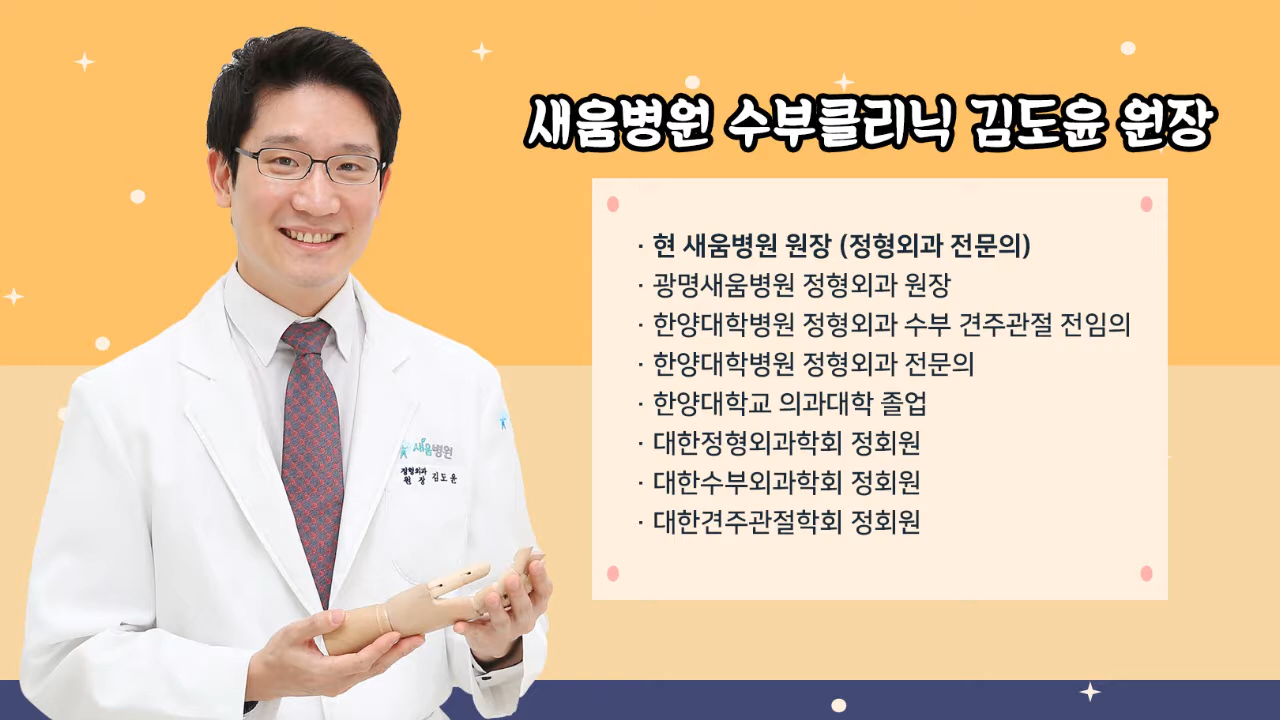 새움병원 수부클리닉 김도윤 원장
· 현 새움병원 원장 (정형외과 전문의)
· 광명새움병원 정형외과 원장
· 한양대학병원 정형외과 수부 견주관절 전임의
· 한양대학병원 정형외과 전문의
· 한양대학교 의과대학 졸업
· 대한정형외과학회 정회원
· 대한수부외과학회 정회원
· 대한견주관절학회 정회원
새움병원
정형외과
원 장 김도윤